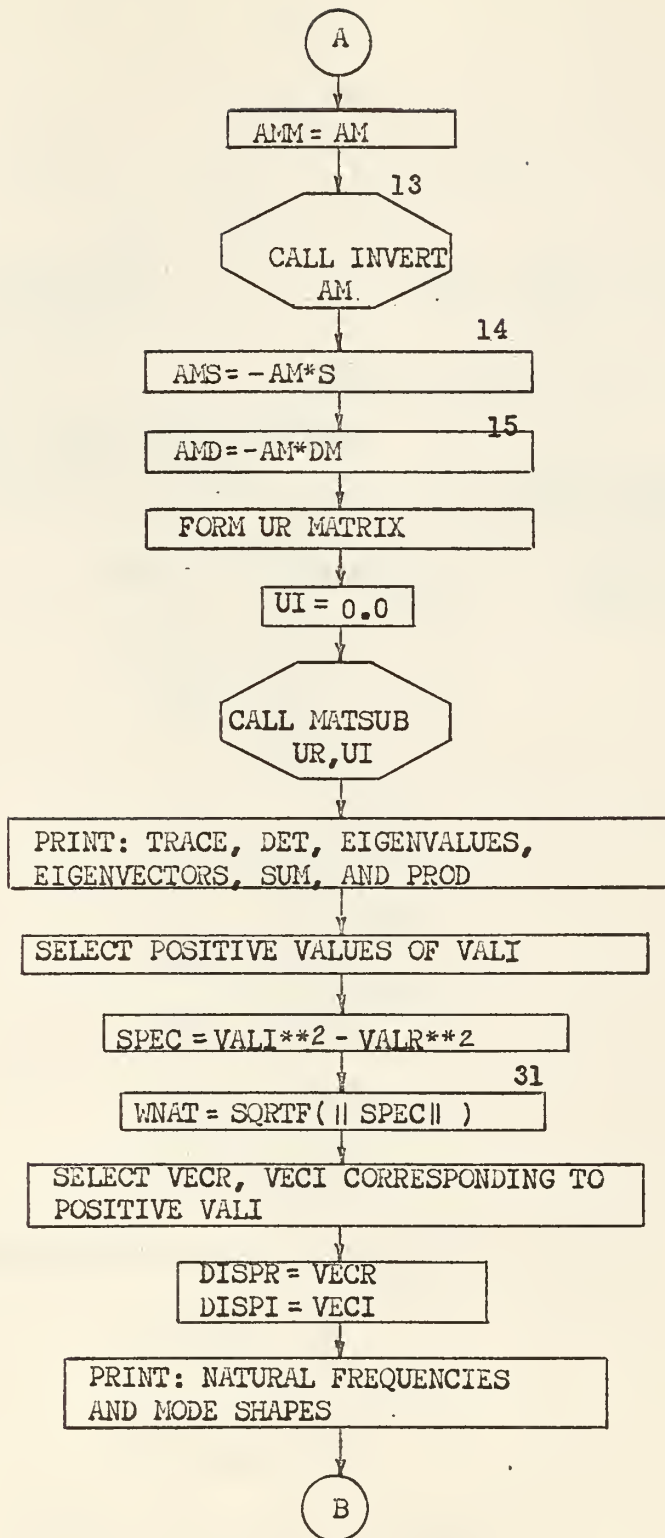 A
AMM = AM
13
CALL INVERT
AM.
14
AMS = -AM*S
15
AMD = -AM*DM
FORM UR MATRIX
UI = 0.0
CALL MATSUB
UR,UI
PRINT: TRACE, DET, EIGENVALUES,
EIGENVECTORS, SUM, AND PROD
SELECT POSITIVE VALUES OF VALI
SPEC = VALI**2 - VALR**2
31
WNAT = SQRTF( || SPEC || )
SELECT VECR, VECI CORRESPONDING TO
POSITIVE VALI
DISPR = VECR
DISPI = VECI
PRINT: NATURAL FREQUENCIES
AND MODE SHAPES
B